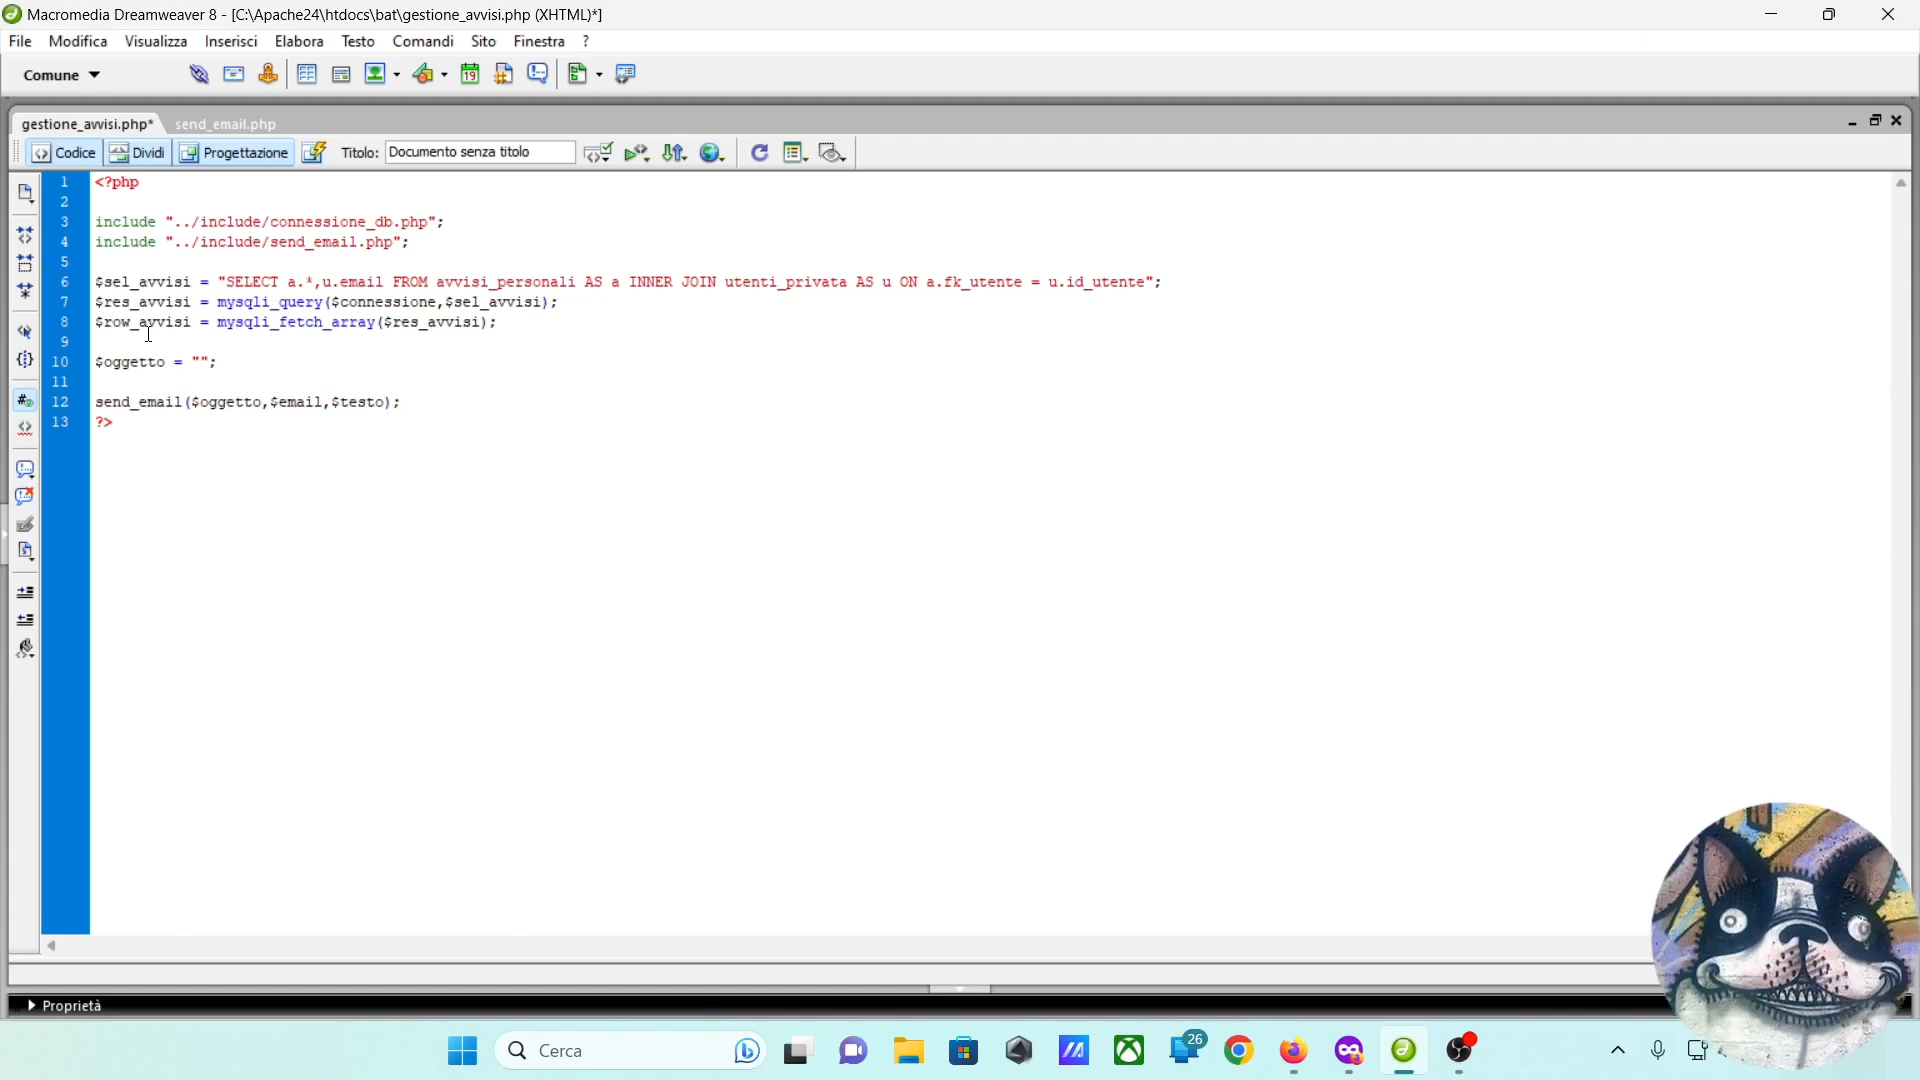 Macromedia Dreamweaver 8 - [C:\Apache24\htdocs\bat\gestione_avvisi.php (XHTML)*]
File Modifica Visualizza Inserisci Elabora Testo Comandi Sito Finestra ?
Comune
19
gestione_avvisi.php* send_email.php
Codice Dividi Progettazione Titolo: Documento senza titolo
1 <?php
2
3 include "../include/connessione_db.php";
4 include "../include/send_email.php";
5
6 $sel_avvisi = "SELECT a.*,u.email FROM avvisi_personali AS a INNER JOIN utenti_privata AS u ON a.fk_utente = u.id_utente";
7 $res_avvisi = mysqli_query($connessione,$sel_avvisi);
8 $row_avvisi = mysqli_fetch_array($res_avvisi);
9
10 $oggetto = "";
11
12 send_email($oggetto,$email,$testo);
13 ?>
Proprietà
Cerca
26